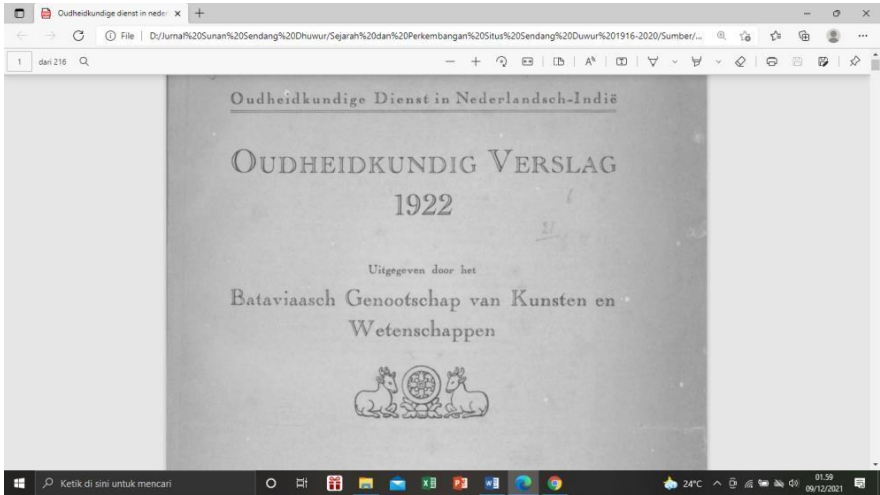 Oudheidkundige dienst in neder
File
D:/Jurnal%20Sunan%20Sendang%20Dhuwur/Sejarah%20dan%20Perkembangan%20Situs%20Sendang%20Duwur%201916-2020/Sumber/...
1 dari 216
Oudheidkundige Dienst in Nederlandsch-Indië
OUDHEIDKUNDIG VERSLAG
1922
Uitgegeven door het
Bataviaasch Genootschap van Kunsten en
Wetenschappen
Ketik di sini untuk mencari
24°C
01.59
09/12/2021